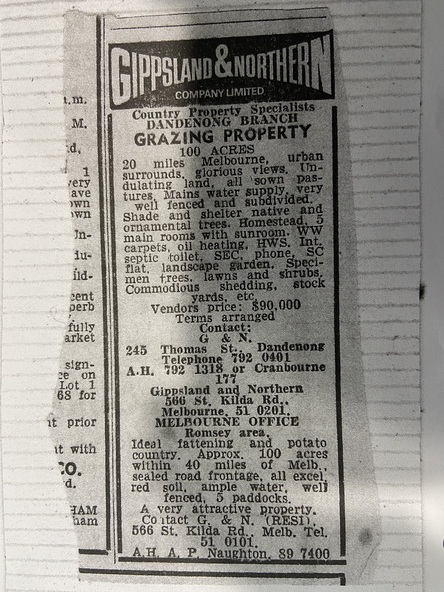 GIPPSLAND & NORTHERN
COMPANY LIMITED
Country Property Specialists
DANDENONG BRANCH
GRAZING PROPERTY
100 ACRES
20 miles Melbourne, urban
surrounds, glorious views. Un-
dulating land, all sown pas-
tures, Mains water supply, very
well fenced and subdivided.
Shade and shelter native and
ornamental trees. Homestead, 5
main rooms with sunroom. WW
carpets, oil heating, HWS. Int.
septic toilet, SEC, phone, SC
flat, landscape garden. Speci-
men trees, lawns and shrubs.
Commodious shedding, stock
yards, etc.
Vendors price: $90,000
Terms arranged
Contact:
G & N.
245 Thomas St., Dandenong
Telephone 792 0401
A.H. 792 1318 or Cranbourne
177
Gippsland and Northern
566 St. Kilda Rd.,
Melbourne. 51 0201.
MELBOURNE OFFICE
Romsey area.
Ideal fattening and potato
country. Approx. 100 acres
within 40 miles of Melb.,
sealed road frontage, all excel
red soil, ample water, well
fenced, 5 paddocks.
A very attractive property.
Contact G. & N. (RESI),
566 St. Kilda Rd., Melb. Tel.
51 0101.
A.H. A. P. Naughton. 89 7400